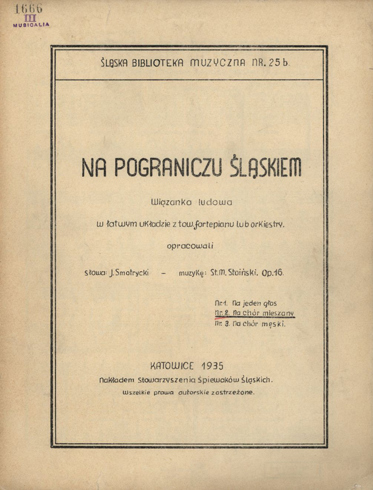 1666
III
MUSICALIA
ŚLĄSKA BIBLIOTEKA MUZYCZNA NR. 25 b.
NA POGRANICZU ŚLĄSKIEM
Wiązanka ludowa
w łatwym układzie z tow. fortepianu lub orkiestry.
opracowali
słowa: J. Smotrycki – muzykę: St. M. Stoiński. Op. 16.
Nr. 1. Na jeden głos
Nr. 2. Na chór mieszany
Nr. 3. Na chór męski.
KATOWICE 1935
Nakładem Stowarzyszenia Śpiewaków Śląskich.
Wszelkie prawa autorskie zastrzeżone.